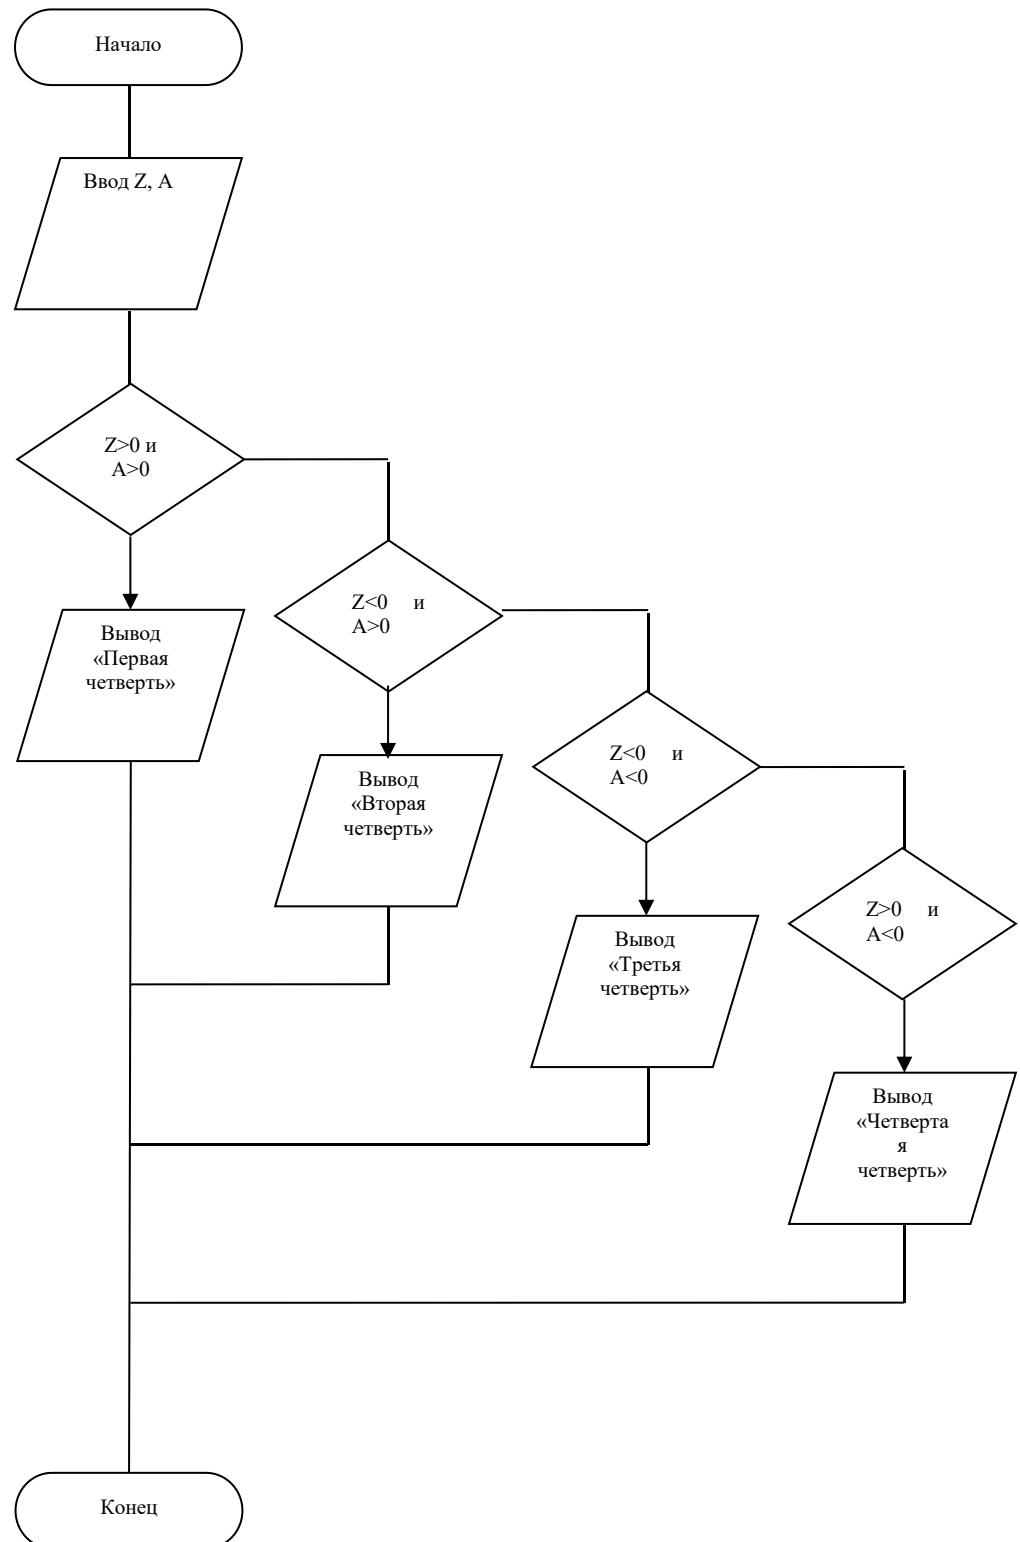 Начало
Ввод Z, A
Z>0 и
A>0
Z<0 и
A>0
Вывод
«Первая
четверть»
Z<0 и
A<0
Вывод
«Вторая
четверть»
Z>0 и
A<0
Вывод
«Третья
четверть»
Вывод
«Четверта
я
четверть»
Конец